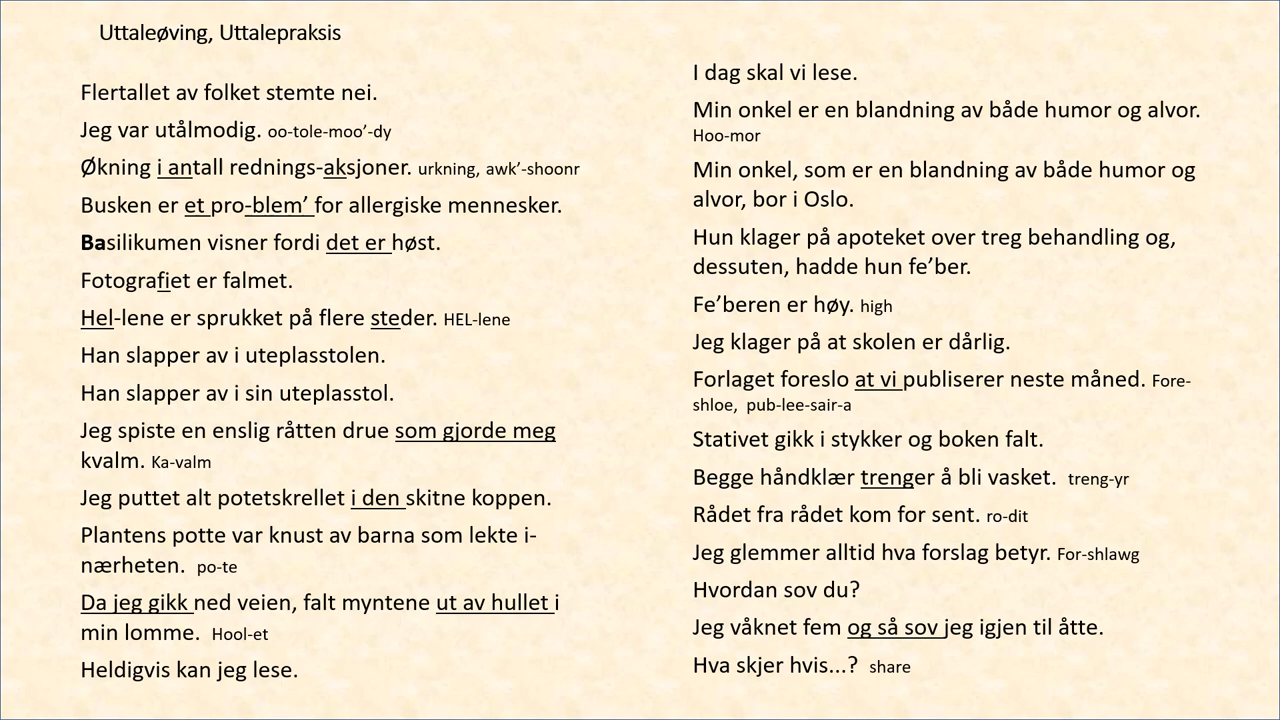 Uttaleøving, Uttalepraksis
Flertallet av folket stemte nei.
Jeg var utålmodig. oo-tole-moo’-dy
Økning i antall rednings-aksjoner. urkning, awk’-shoonr
Busken er et pro-blem’ for allergiske mennesker.
Basilikumen visner fordi det er høst.
Fotografiet er falmet.
Hel-lene er sprukket på flere steder. HEL-lene
Han slapper av i uteplasstolen.
Han slapper av i sin uteplasstol.
Jeg spiste en enslig råtten drue som gjorde meg
kvalm. Ka-valm
Jeg puttet alt potetskrellet i den skitne koppen.
Plantens potte var knust av barna som lekte i-
nærheten. po-te
Da jeg gikk ned veien, falt myntene ut av hullet i
min lomme. Hool-et
Heldigvis kan jeg lese.
I dag skal vi lese.
Min onkel er en blandning av både humor og alvor.
Hoo-mor
Min onkel, som er en blandning av både humor og
alvor, bor i Oslo.
Hun klager på apoteket over treg behandling og,
dessuten, hadde hun fe’ber.
Fe’beren er høy. high
Jeg klager på at skolen er dårlig.
Forlaget foreslo at vi publiserer neste måned. Fore-
shloe, pub-lee-sair-a
Stativet gikk i stykker og boken falt.
Begge håndklær trenger å bli vasket. treng-yr
Rådet fra rådet kom for sent. ro-dit
Jeg glemmer alltid hva forslag betyr. For-shlawg
Hvordan sov du?
Jeg våknet fem og så sov jeg igjen til åtte.
Hva skjer hvis...? share